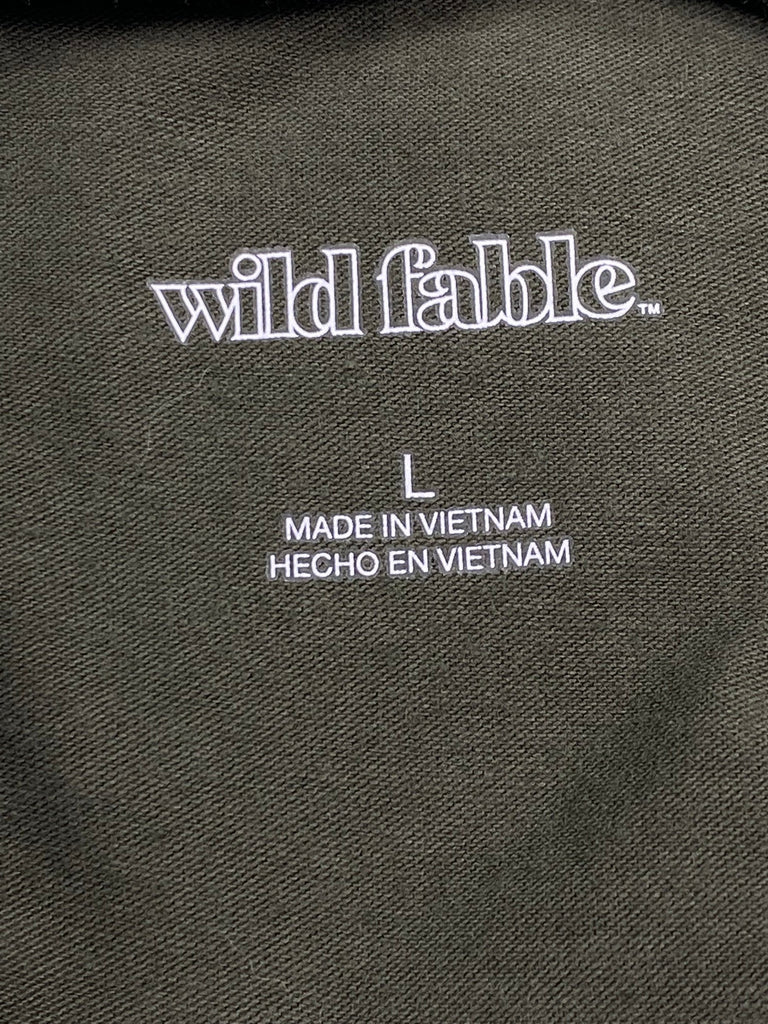 wild fable™
L
MADE IN VIETNAM
HECHO EN VIETNAM